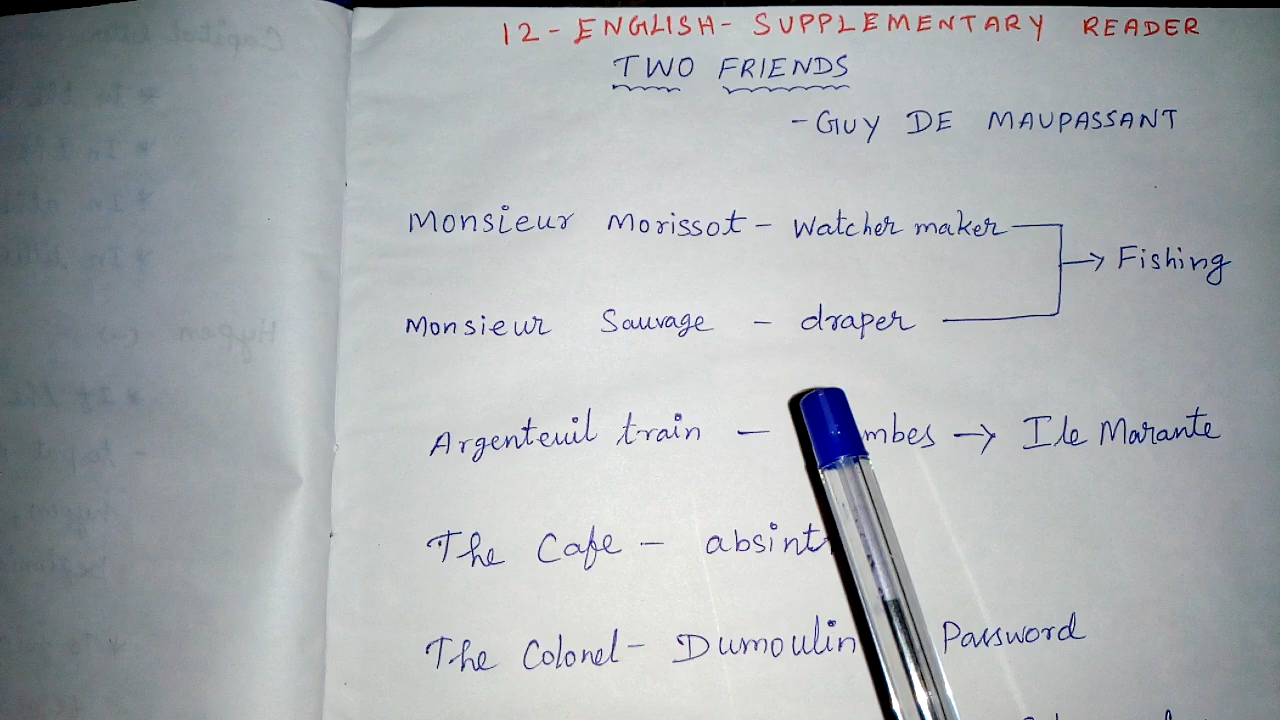 12 - ENGLISH - SUPPLEMENTARY READER
TWO FRIENDS
- GUY DE MAUPASSANT
Monsieur Morissot - Watcher maker
→ Fishing
Monsieur Sauvage - draper
Argenteuil train - mbes → Ile Marante
The Cafe - absint
The Colonel - Dumoulin Password